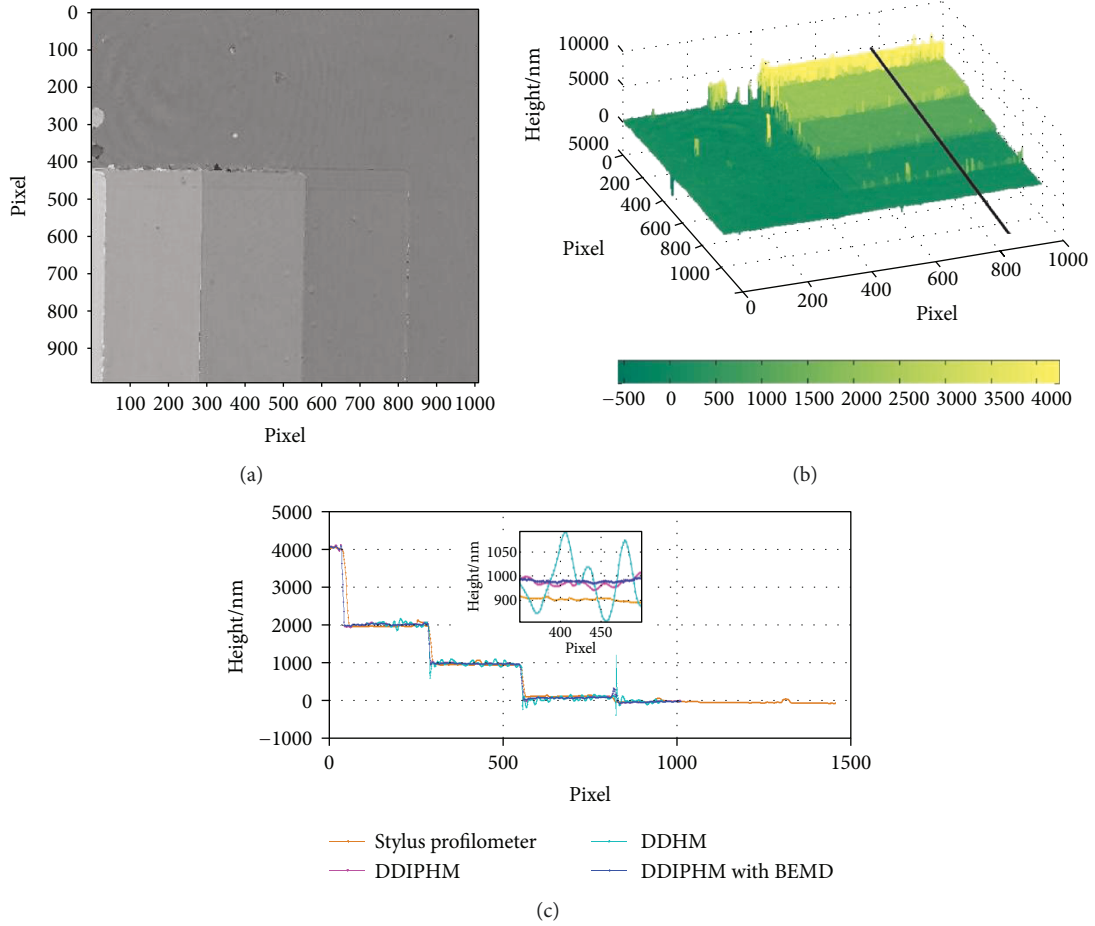 0
100
200
300
400
500
600
700
800
900
Pixel
100 200 300 400 500 600 700 800 900 1000
Pixel
(a)
10000
5000
0
5000
Height/nm
0
200
400
600
800
1000
Pixel
0 200 400 600 800 1000
Pixel
−500 0 500 1000 1500 2000 2500 3000 3500 4000
(b)
5000
4000
3000
2000
1000
0
−1000
Height/nm
0 500 1000 1500
Pixel
1050
1000
900
Height/nm
400 450
Pixel
Stylus profilometer
DDIPHM
DDHM
DDIPHM with BEMD
(c)